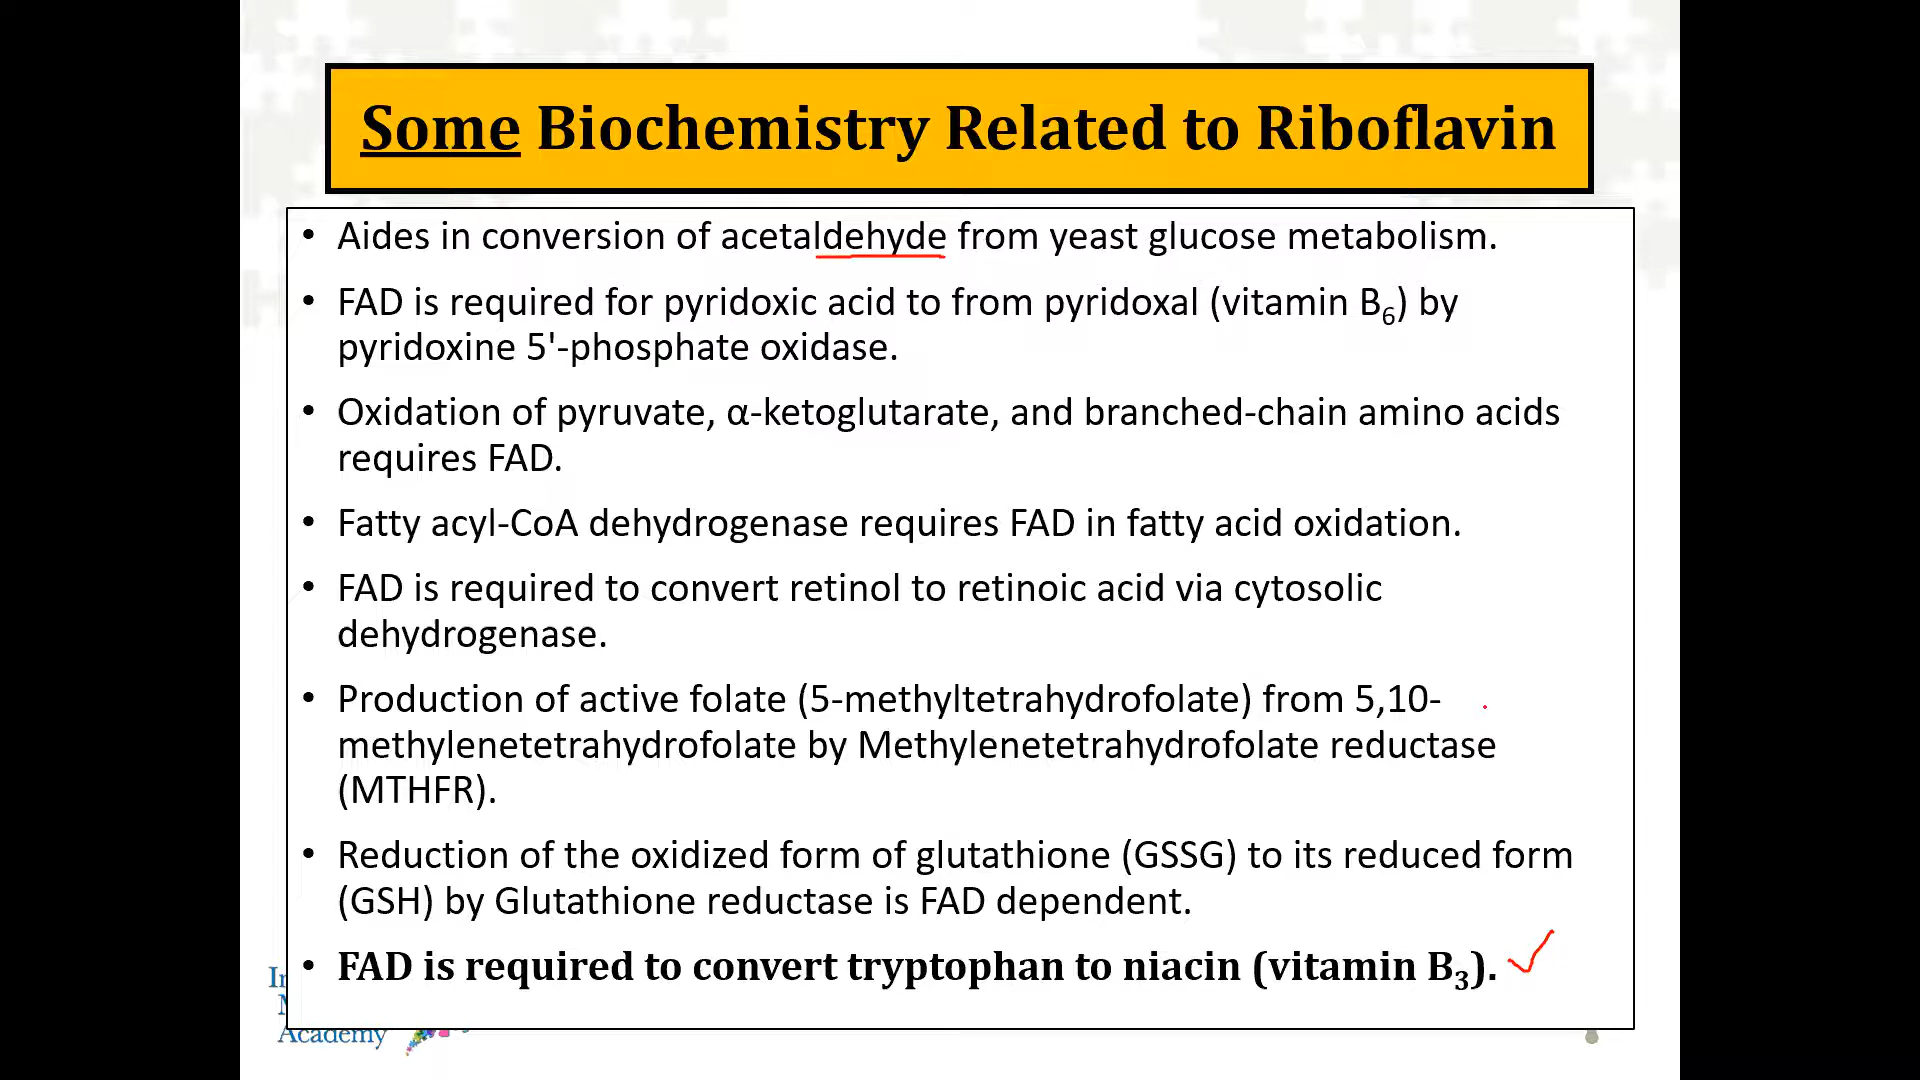 Some Biochemistry Related to Riboflavin
• Aides in conversion of acetaldehyde from yeast glucose metabolism.
• FAD is required for pyridoxic acid to from pyridoxal (vitamin B₆) by
pyridoxine 5'-phosphate oxidase.
• Oxidation of pyruvate, α-ketoglutarate, and branched-chain amino acids
requires FAD.
• Fatty acyl-CoA dehydrogenase requires FAD in fatty acid oxidation.
• FAD is required to convert retinol to retinoic acid via cytosolic
dehydrogenase.
• Production of active folate (5-methyltetrahydrofolate) from 5,10-
methylenetetrahydrofolate by Methylenetetrahydrofolate reductase
(MTHFR).
• Reduction of the oxidized form of glutathione (GSSG) to its reduced form
(GSH) by Glutathione reductase is FAD dependent.
• FAD is required to convert tryptophan to niacin (vitamin B₃).
Academy